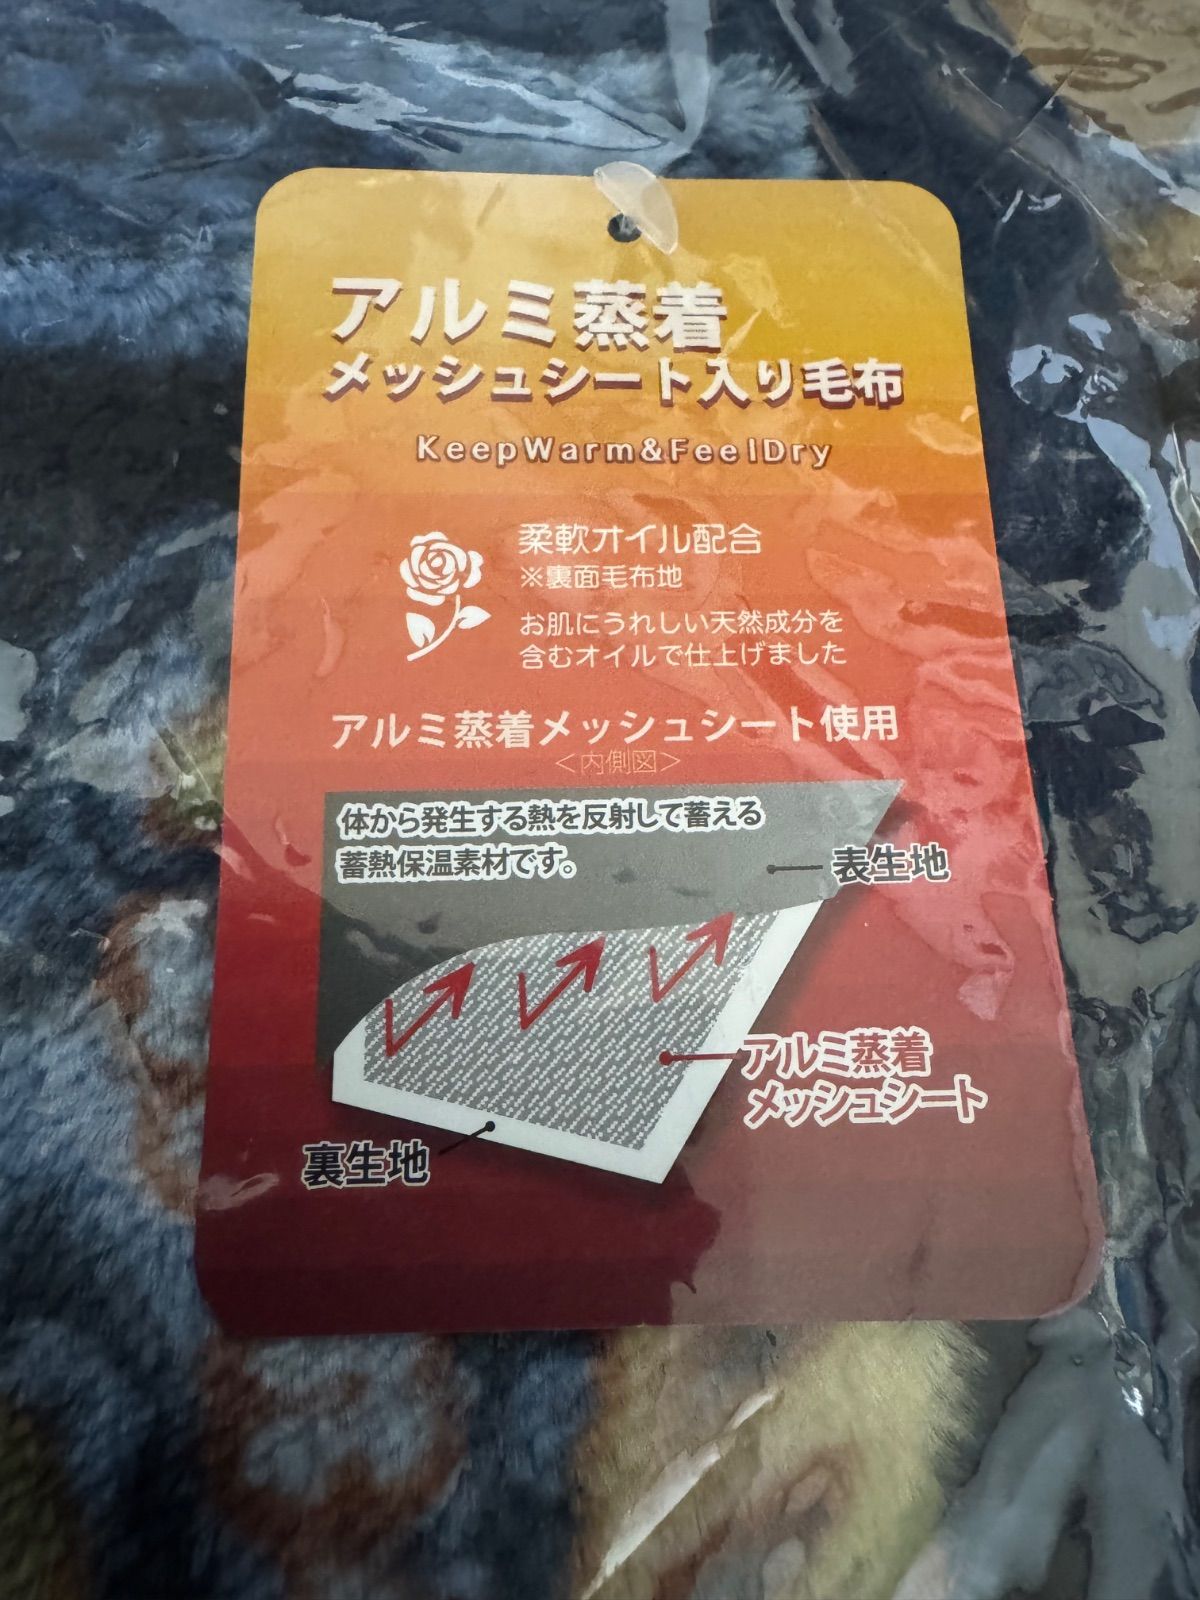 アルミ蒸着
メッシュシート入り毛布
KeepWarm&FeelDry
柔軟オイル配合
※裏面毛布地
お肌にうれしい天然成分を
含むオイルで仕上げました
アルミ蒸着メッシュシート使用
＜内側図＞
体から発生する熱を反射して蓄える
蓄熱保温素材です。
表生地
アルミ蒸着
メッシュシート
裏生地